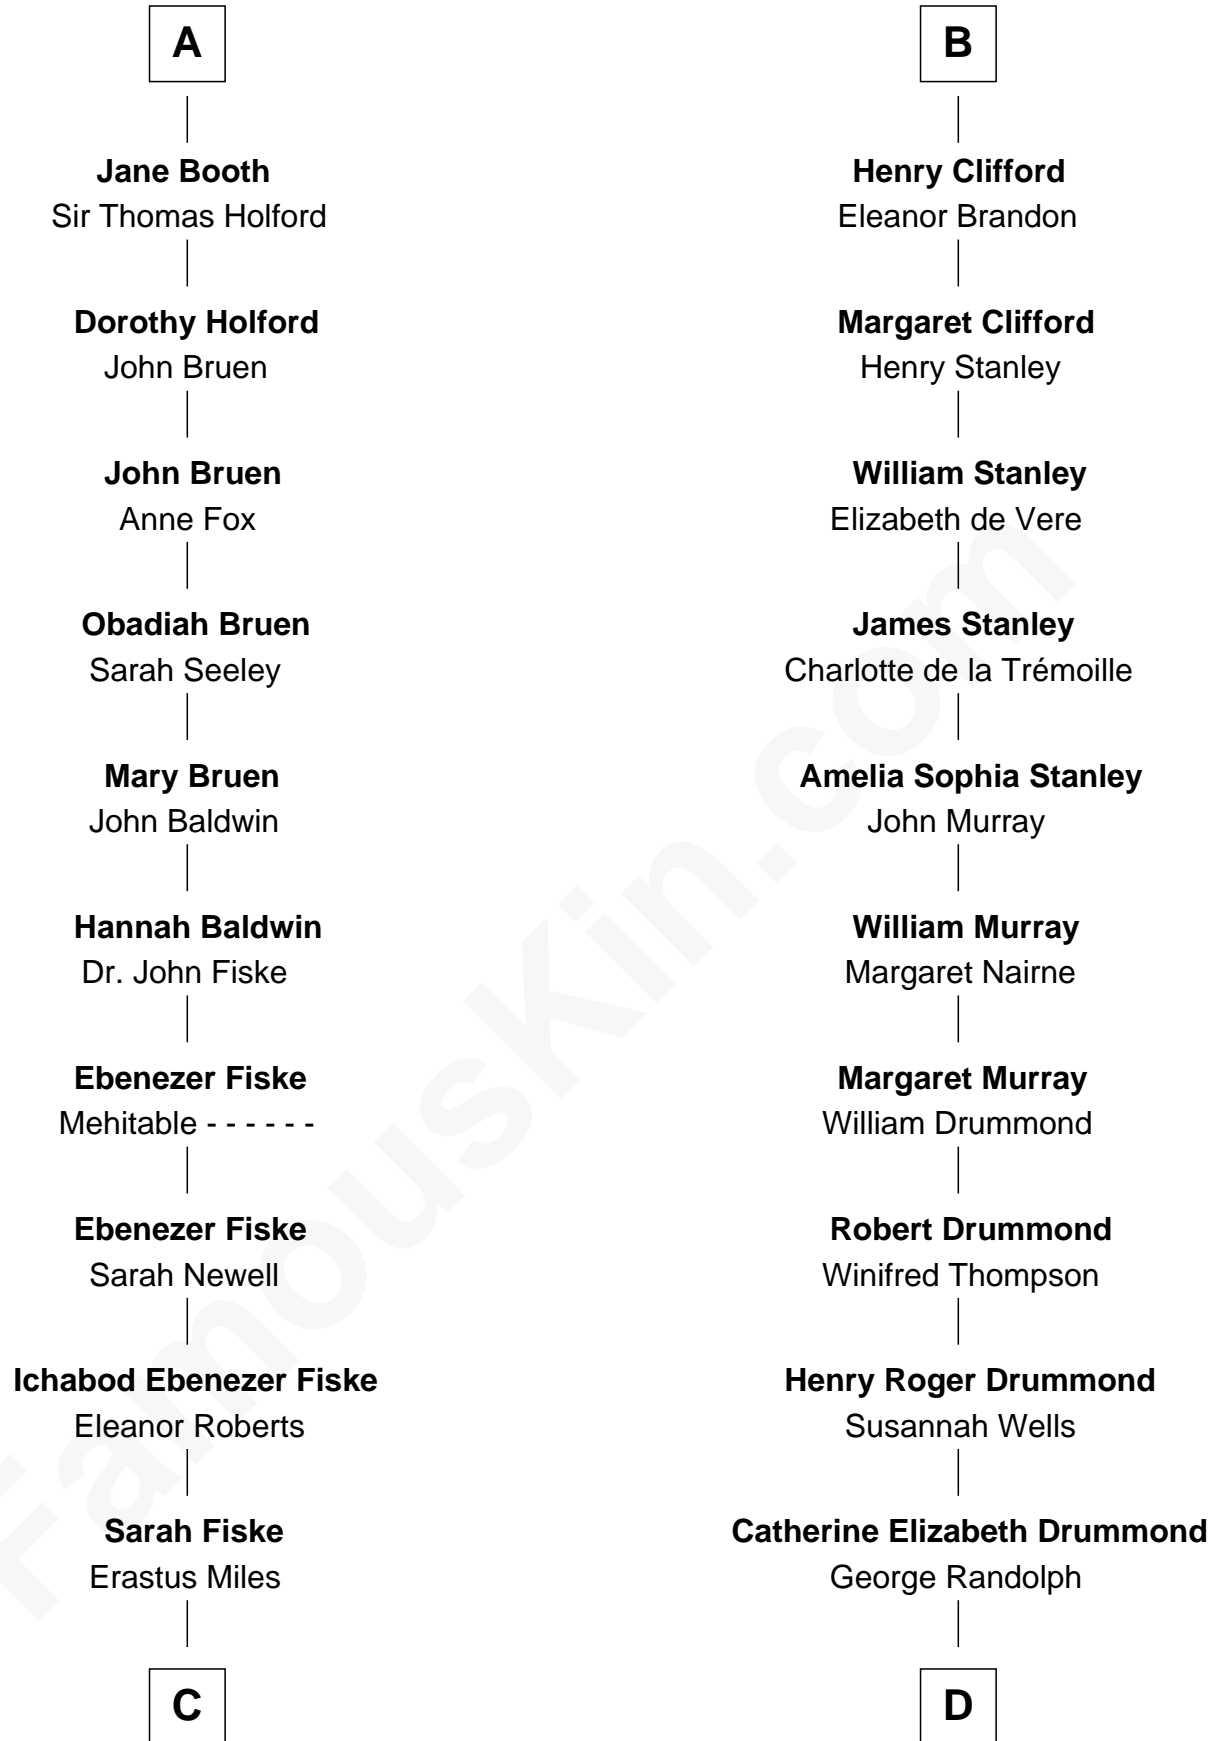 A
Jane Booth
Sir Thomas Holford
Dorothy Holford
John Bruen
John Bruen
Anne Fox
Obadiah Bruen
Sarah Seeley
Mary Bruen
John Baldwin
Hannah Baldwin
Dr. John Fiske
Ebenezer Fiske
Mehitable - - - - - -
Ebenezer Fiske
Sarah Newell
Ichabod Ebenezer Fiske
Eleanor Roberts
Sarah Fiske
Erastus Miles
C
B
Henry Clifford
Eleanor Brandon
Margaret Clifford
Henry Stanley
William Stanley
Elizabeth de Vere
James Stanley
Charlotte de la Trémoille
Amelia Sophia Stanley
John Murray
William Murray
Margaret Nairne
Margaret Murray
William Drummond
Robert Drummond
Winifred Thompson
Henry Roger Drummond
Susannah Wells
Catherine Elizabeth Drummond
George Randolph
D
FamousKin.com